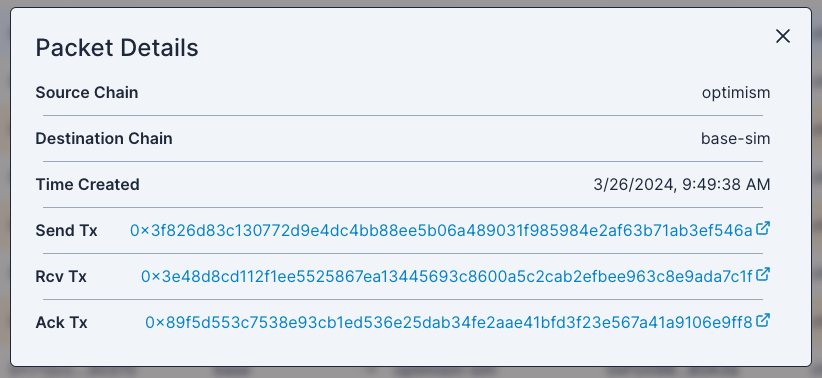 Packet Details
Source Chain optimism
Destination Chain base-sim
Time Created 3/26/2024, 9:49:38 AM
Send Tx 0x3f826d83c130772d9e4dc4bb88ee5b06a489031f985984e2af63b71ab3ef546a
Rcv Tx 0x3e48d8cd112f1ee5525867ea13445693c8600a5c2cab2efbee963c8e9ada7c1f
Ack Tx 0x89f5d553c7538e93cb1ed536e25dab34fe2aae41bfd3f23e567a41a9106e9ff8